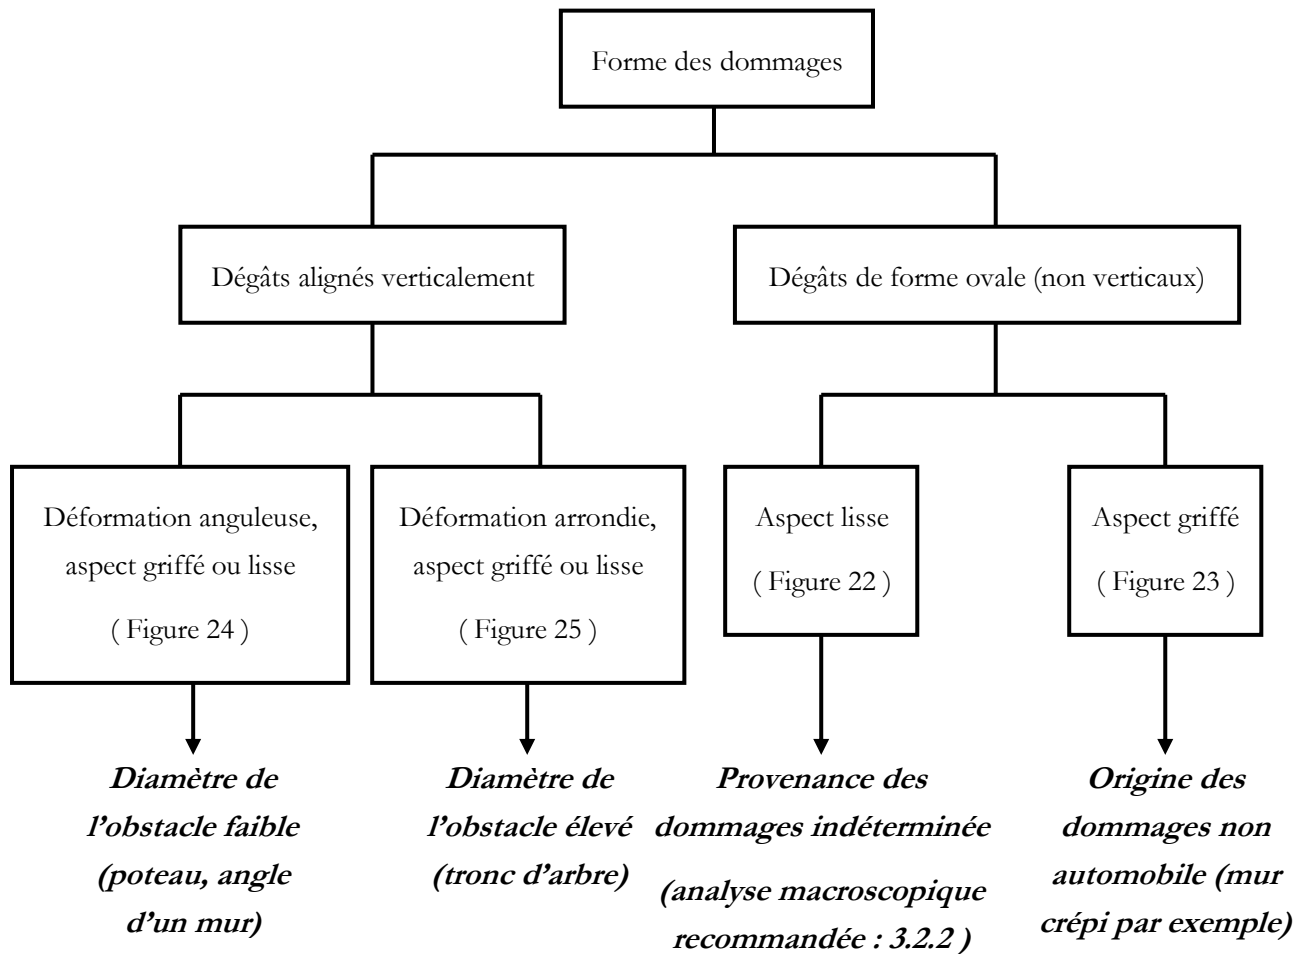 Forme des dommages
Dégâts alignés verticalement
Dégâts de forme ovale (non verticaux)
Déformation anguleuse,
aspect griffé ou lisse
( Figure 24 )
Déformation arrondie,
aspect griffé ou lisse
( Figure 25 )
Aspect lisse
( Figure 22 )
Aspect griffé
( Figure 23 )
Diamètre de
l'obstacle faible
(poteau, angle
d'un mur)
Diamètre de
l'obstacle élevé
(tronc d'arbre)
Provenance des
dommages indéterminée
(analyse macroscopique
recommandée : 3.2.2 )
Origine des
dommages non
automobile (mur
crépi par exemple)